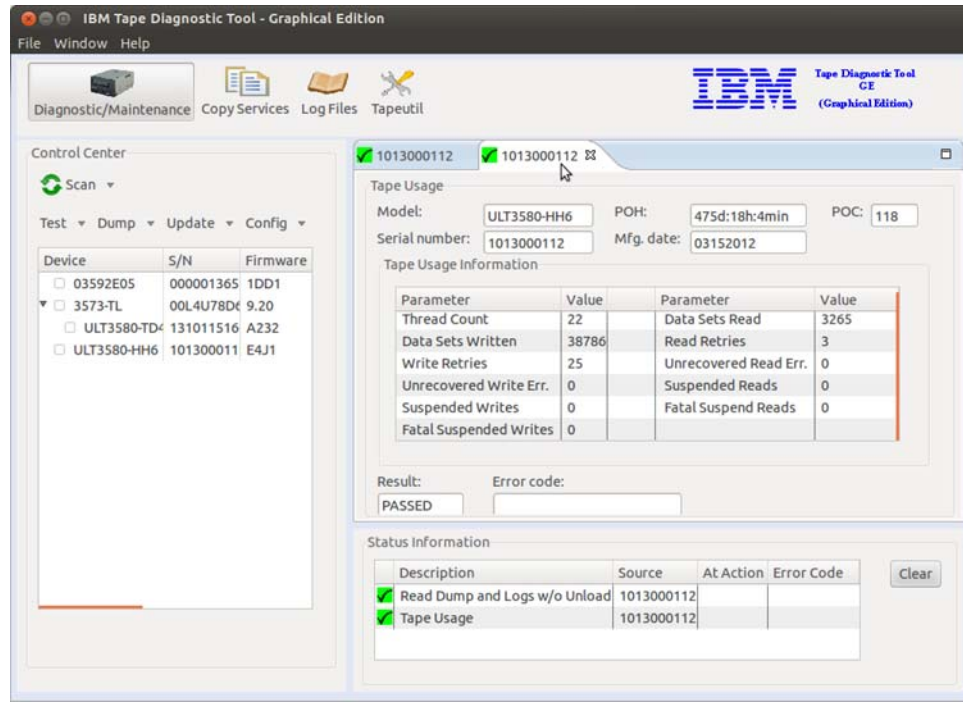 IBM Tape Diagnostic Tool - Graphical Edition
File Window Help
Diagnostic/Maintenance Copy Services Log Files Tapeutil
IBM
Tape Diagnostic Tool
GE
(Graphical Edition)
Control Center
Scan
Test Dump Update Config
Device S/N Firmware
03592E05 000001365 1DD1
3573-TL 00L4U78D6 9.20
ULT3580-TD4 131011516 A232
ULT3580-HH6 101300011 E4J1
1013000112 1013000112
Tape Usage
Model: ULT3580-HH6 POH: 475d:18h:4min POC: 118
Serial number: 1013000112 Mfg. date: 03152012
Tape Usage Information
Parameter Value Parameter Value
Thread Count 22 Data Sets Read 3265
Data Sets Written 38786 Read Retries 3
Write Retries 25 Unrecovered Read Err. 0
Unrecovered Write Err. 0 Suspended Reads 0
Suspended Writes 0 Fatal Suspend Reads 0
Fatal Suspended Writes 0
Result: Error code:
PASSED
Status Information
Description Source At Action Error Code Clear
Read Dump and Logs w/o Unload 1013000112
Tape Usage 1013000112